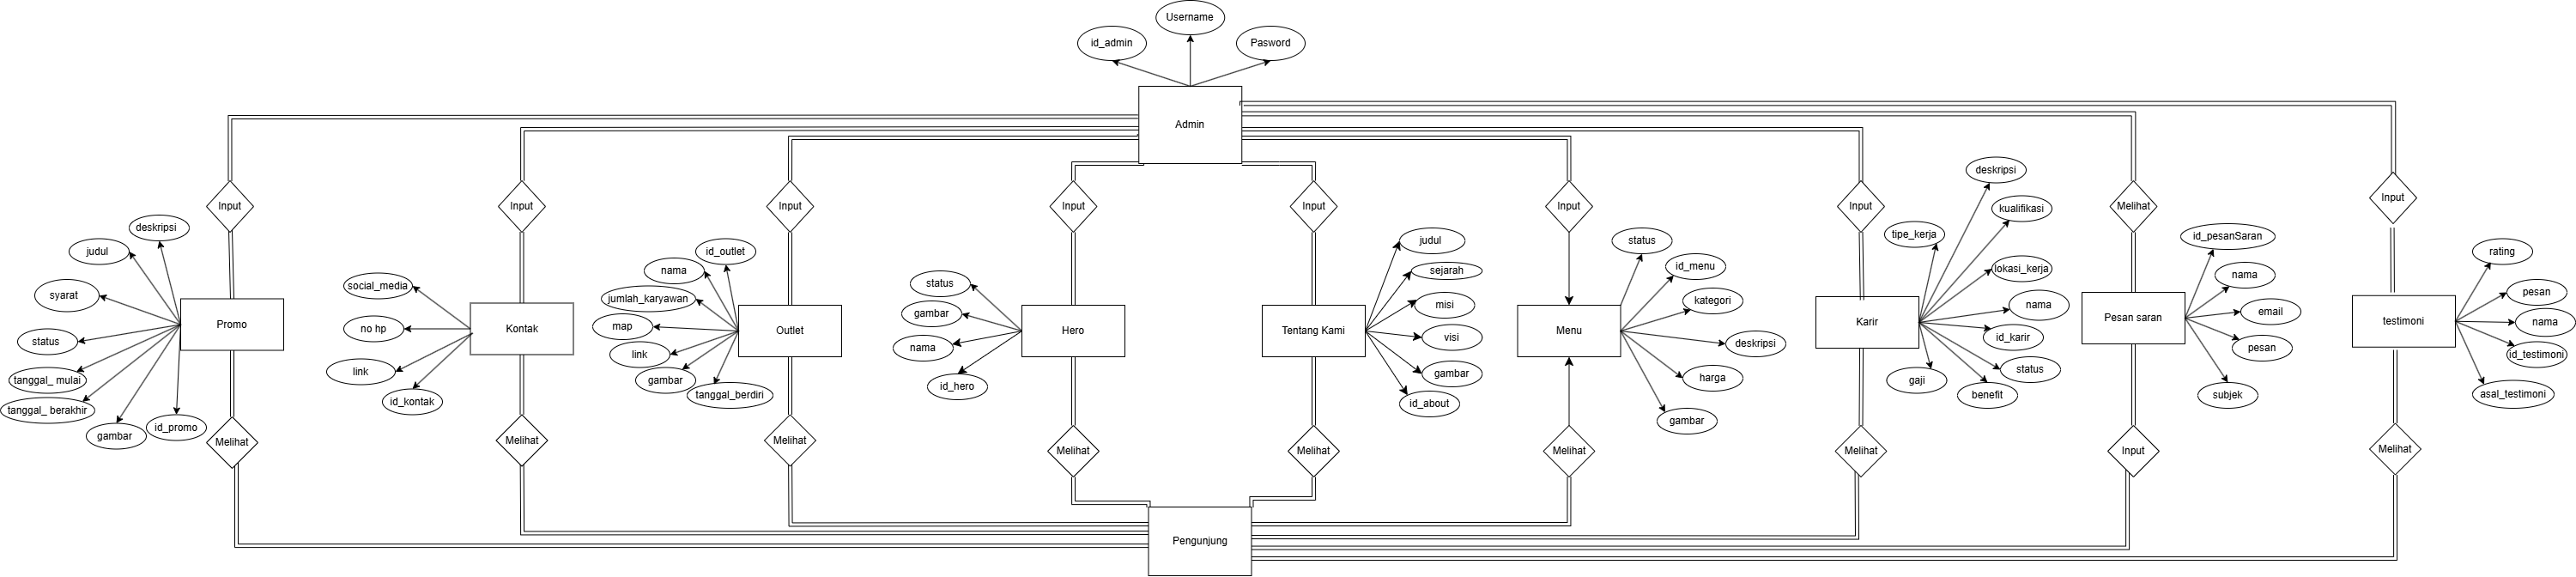 Username
id_admin
Pasword
Admin
Input
Input
Input
Input
Input
Input
Input
Melihat
Input
deskripsi
judul
syarat
status
tanggal_ mulai
tanggal_ berakhir
gambar
id_promo
Promo
Melihat
social_media
no hp
link
id_kontak
Kontak
Melihat
id_outlet
nama
jumlah_karyawan
map
link
gambar
tanggal_berdiri
Outlet
Melihat
status
gambar
nama
id_hero
Hero
Melihat
Tentang Kami
judul
sejarah
misi
visi
gambar
id_about
Melihat
Menu
status
id_menu
kategori
deskripsi
harga
gambar
Melihat
Karir
deskripsi
kualifikasi
tipe_kerja
lokasi_kerja
nama
id_karir
status
benefit
gaji
Melihat
Pesan saran
id_pesanSaran
nama
email
pesan
subjek
Input
testimoni
rating
pesan
nama
id_testimoni
asal_testimoni
Melihat
Pengunjung